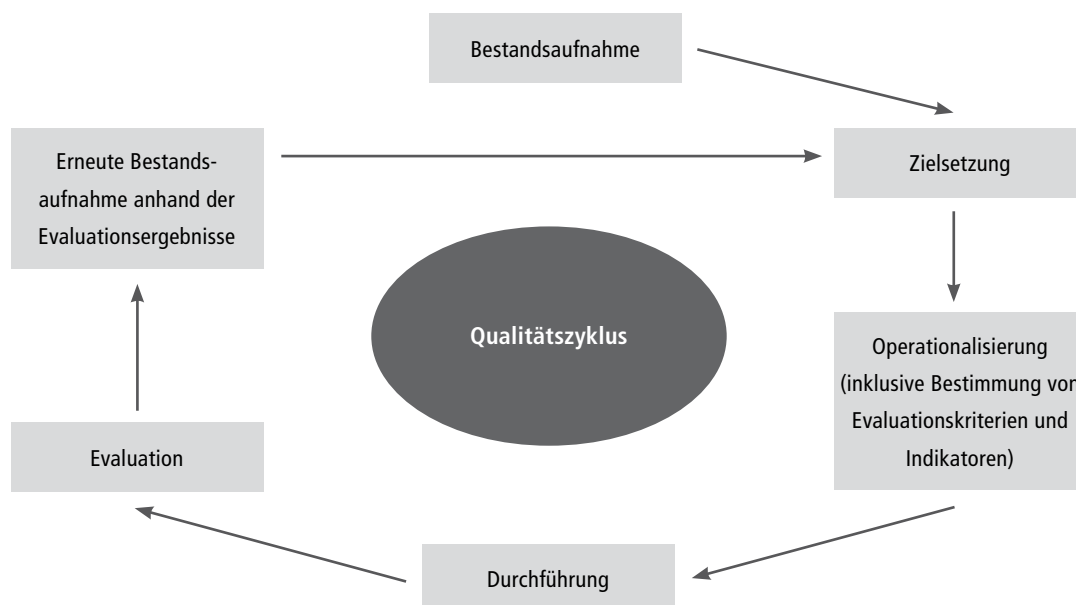 Bestandsaufnahme
Erneute Bestands-
aufnahme anhand der
Evaluationsergebnisse
Zielsetzung
Qualitätszyklus
Operationalisierung
(inklusive Bestimmung von
Evaluationskriterien und
Indikatoren)
Evaluation
Durchführung